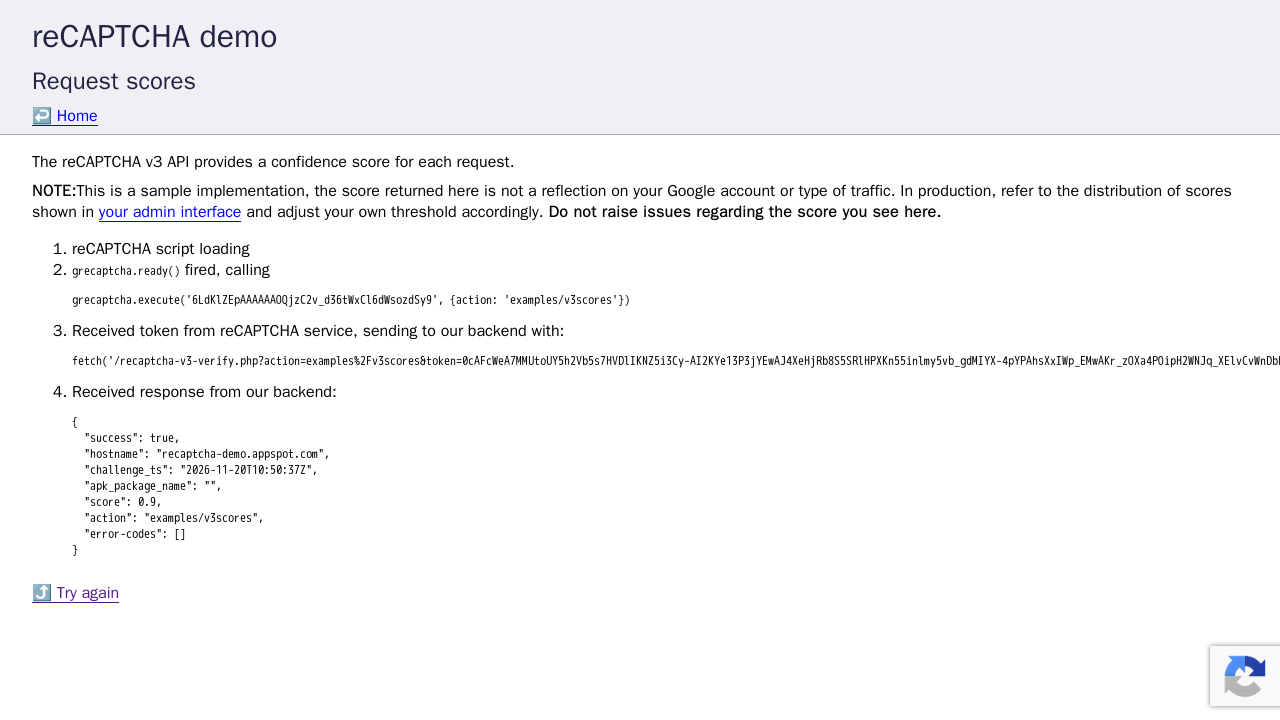 reCAPTCHA demo
Request scores
↩️ Home
The reCAPTCHA v3 API provides a confidence score for each request.
NOTE:This is a sample implementation, the score returned here is not a reflection on your Google account or type of traffic. In production, refer to the distribution of scores
shown in your admin interface and adjust your own threshold accordingly. Do not raise issues regarding the score you see here.
1. reCAPTCHA script loading
2. grecaptcha.ready() fired, calling
grecaptcha.execute('6LdKlZEpAAAAAAOQjzC2v_d36tWxCl6dWsozdSy9', {action: 'examples/v3scores'})
3. Received token from reCAPTCHA service, sending to our backend with:
fetch('/recaptcha-v3-verify.php?action=examples%2Fv3scores&token=0cAFcWeA7MMUtoUY5h2Vb5s7HVDlIKNZ5i3Cy-AI2KYe13P3jYEwAJ4XeHjRb8S5SRlHPXKn55inlmy5vb_gdMIYX-4pYPAhsXxIWp_EMwAKr_zOXa4POipH2WNJq_XElvCvWnDb
4. Received response from our backend:
{
"success": true,
"hostname": "recaptcha-demo.appspot.com",
"challenge_ts": "2026-11-20T10:50:37Z",
"apk_package_name": "",
"score": 0.9,
"action": "examples/v3scores",
"error-codes": []
}
⤴️ Try again